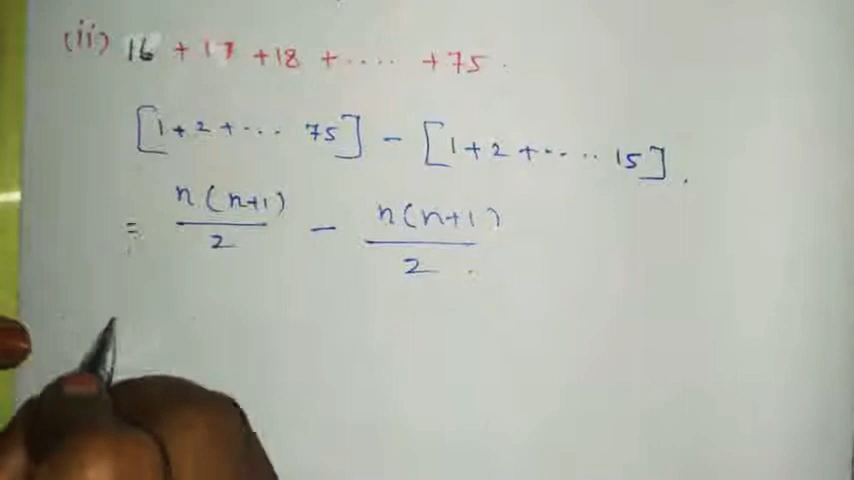 (ii) 16 + 17 + 18 + .... + 75 .
[1 + 2 + ... 75] - [1 + 2 + ..... 15] .
= n(n+1)/2 - n(n+1)/2 .